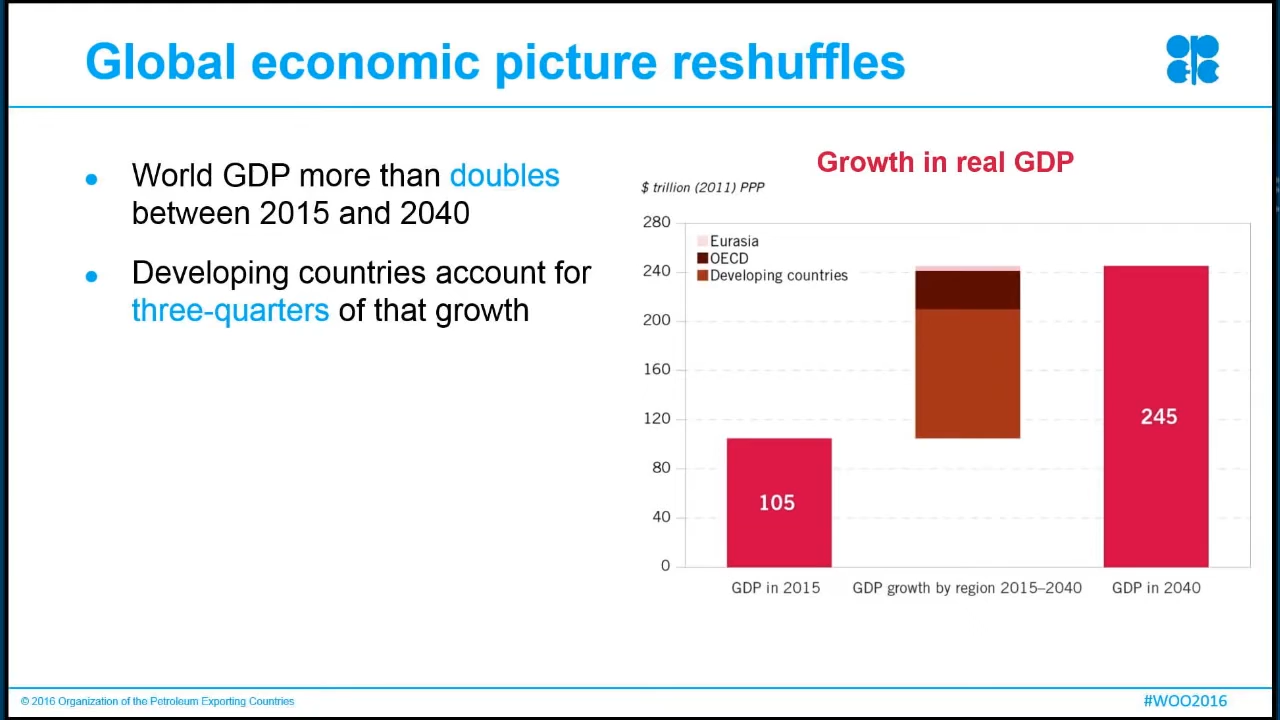 Global economic picture reshuffles
OPEC
World GDP more than doubles
between 2015 and 2040
Developing countries account for
three-quarters of that growth
Growth in real GDP
$ trillion (2011) PPP
280
240
200
160
120
80
40
0
Eurasia
OECD
Developing countries
105
245
GDP in 2015
GDP growth by region 2015–2040
GDP in 2040
© 2016 Organization of the Petroleum Exporting Countries
#WOO2016